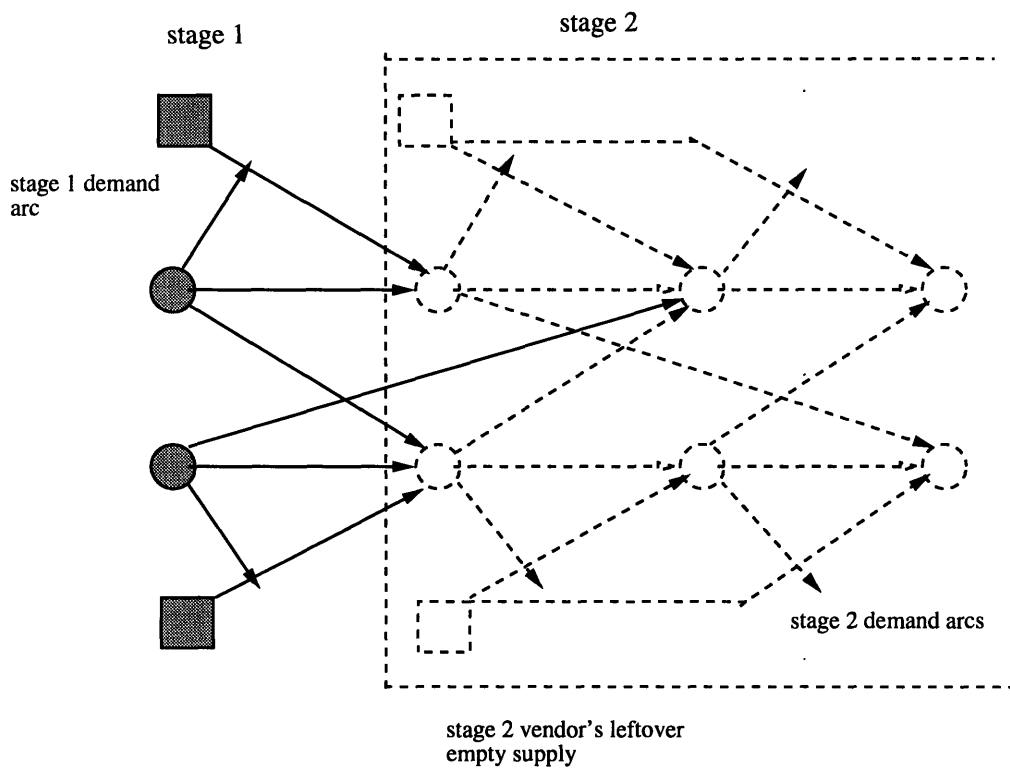 stage 1
stage 2
stage 1 demand
arc
stage 2 demand arcs
stage 2 vendor's leftover
empty supply